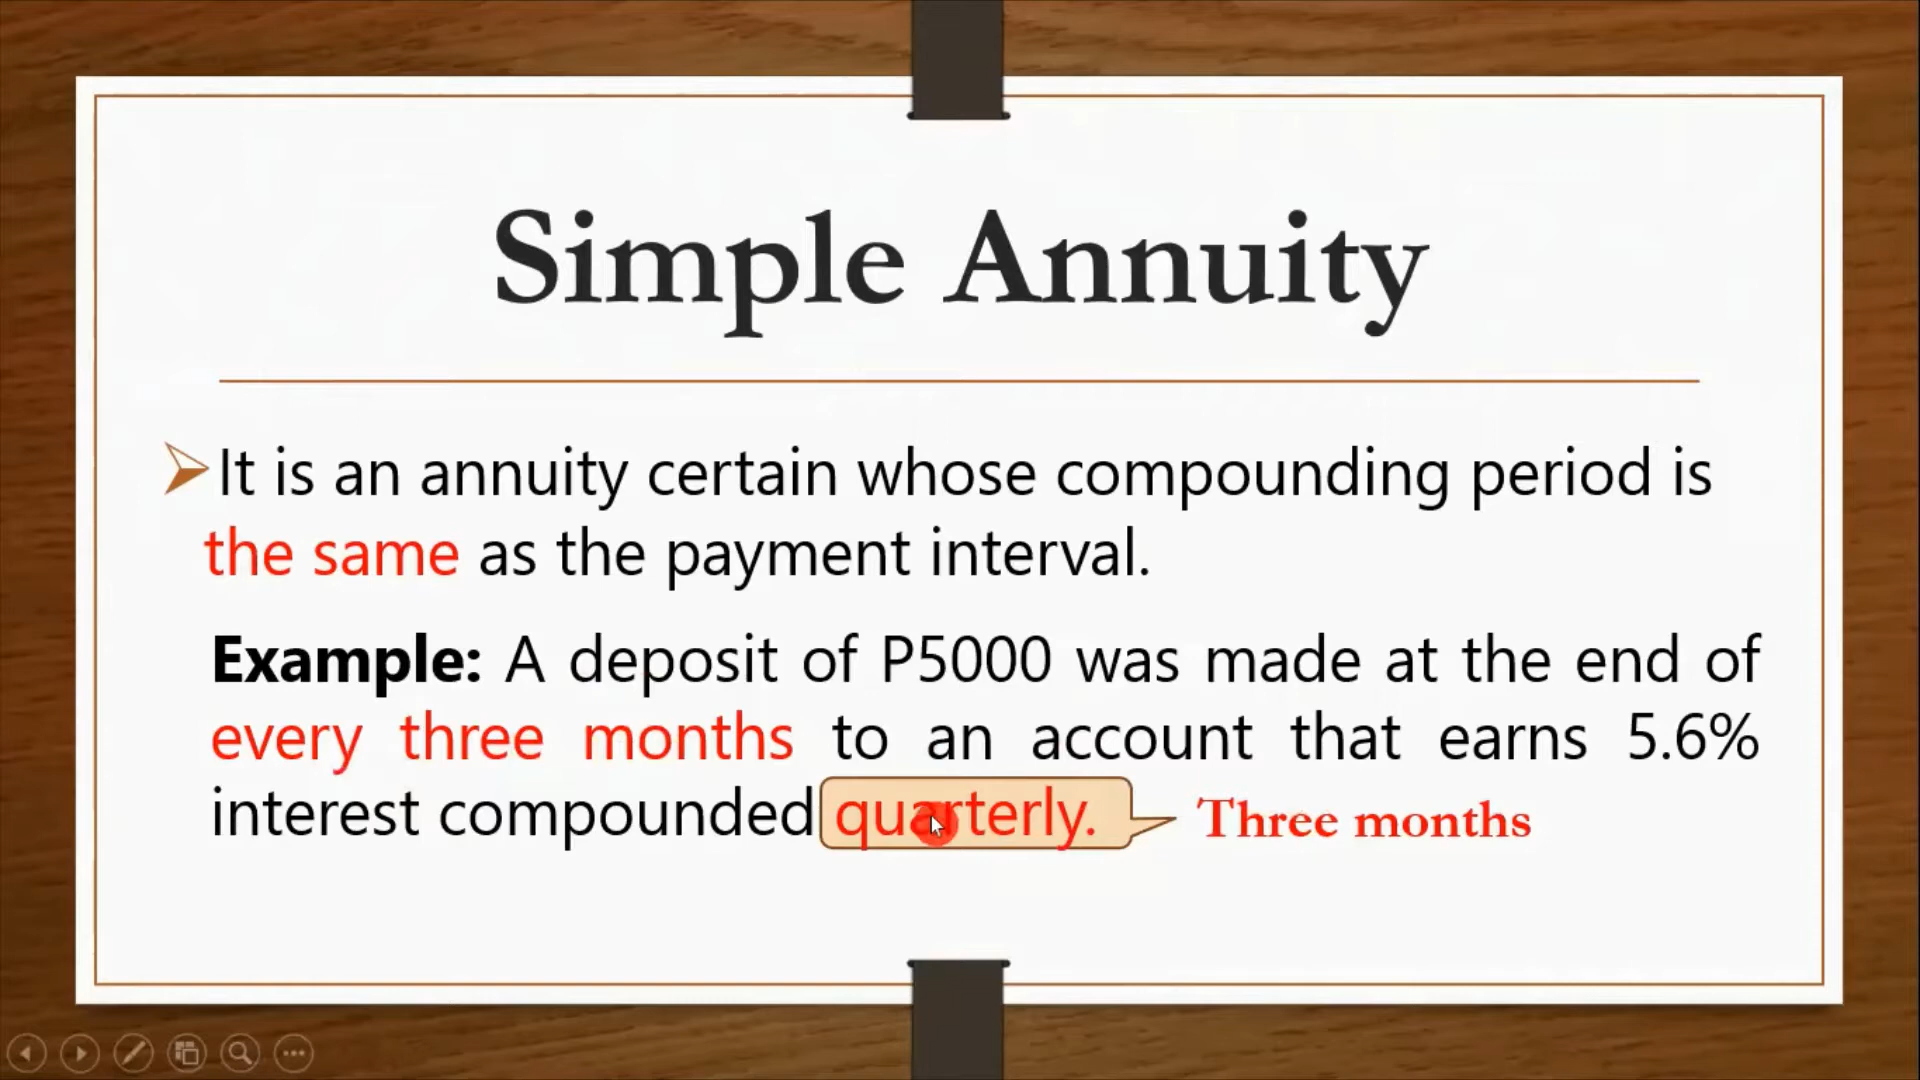 Simple Annuity
It is an annuity certain whose compounding period is
the same as the payment interval.
Example: A deposit of P5000 was made at the end of
every three months to an account that earns 5.6%
interest compounded quarterly. Three months